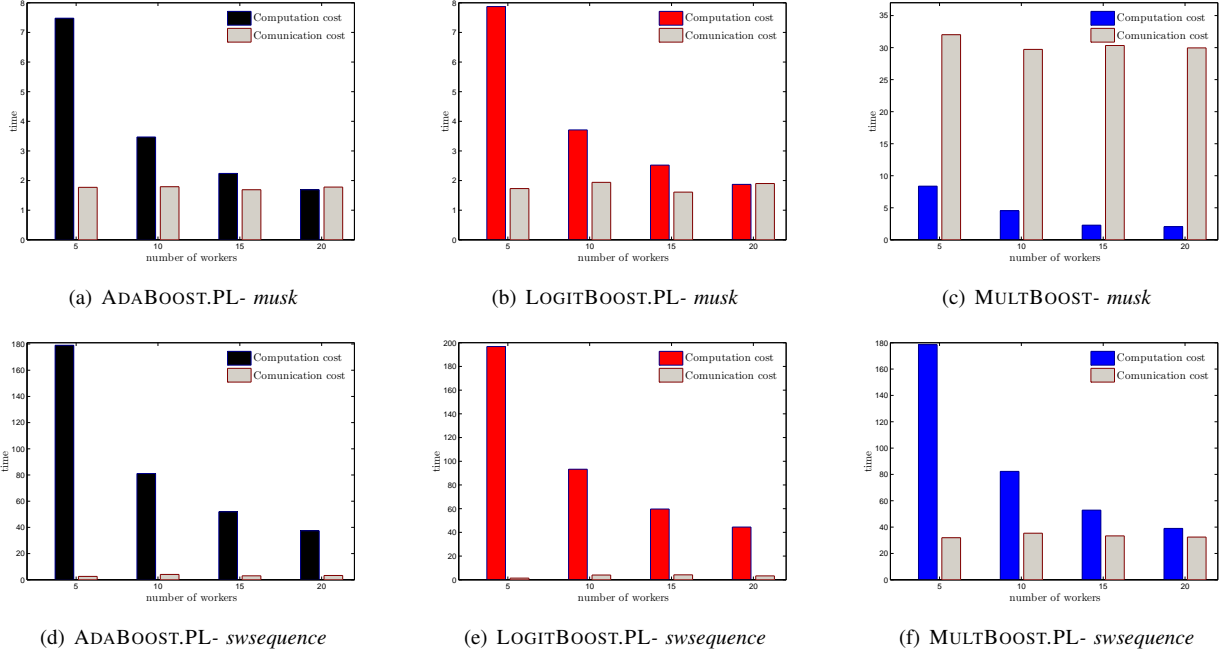 8
7
6
5
4
3
2
1
0
time
5
10
15
20
number of workers
Computation cost
Comunication cost
(a) ADABOOST.PL- musk
8
7
6
5
4
3
2
1
0
time
5
10
15
20
number of workers
Computation cost
Comunication cost
(b) LOGITBOOST.PL- musk
35
30
25
20
15
10
5
0
time
5
10
15
20
number of workers
Computation cost
Comunication cost
(c) MULTBOOST- musk
180
160
140
120
100
80
60
40
20
0
time
5
10
15
20
number of workers
Computation cost
Comunication cost
(d) ADABOOST.PL- swsequence
200
180
160
140
120
100
80
60
40
20
0
time
5
10
15
20
number of workers
Computation cost
Comunication cost
(e) LOGITBOOST.PL- swsequence
180
160
140
120
100
80
60
40
20
0
time
5
10
15
20
number of workers
Computation cost
Comunication cost
(f) MULTBOOST.PL- swsequence